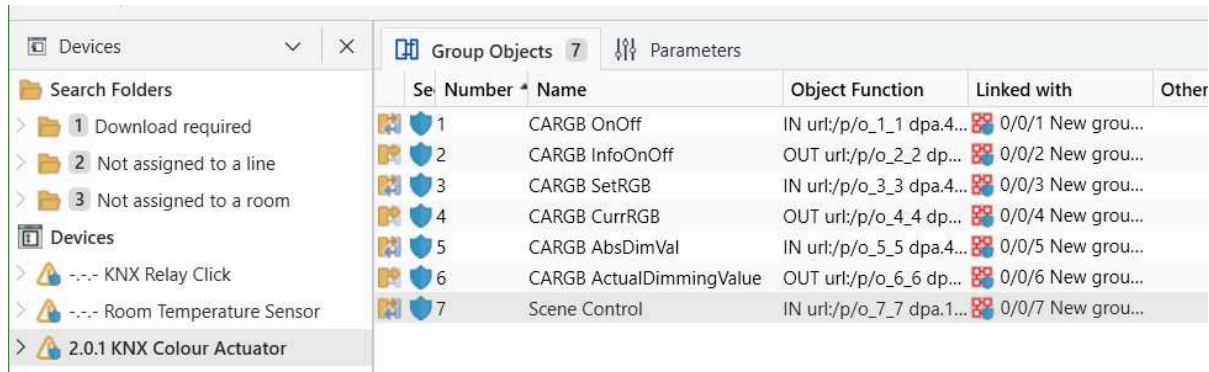 Devices
Group Objects 7 Parameters
Search Folders
1 Download required
2 Not assigned to a line
3 Not assigned to a room
Devices
-.-.- KNX Relay Click
-.-.- Room Temperature Sensor
2.0.1 KNX Colour Actuator
Se Number Name Object Function Linked with Other
1 CARGB OnOff IN url:/p/o_1_1 dpa.4... 0/0/1 New grou...
2 CARGB InfoOnOff OUT url:/p/o_2_2 dp... 0/0/2 New grou...
3 CARGB SetRGB IN url:/p/o_3_3 dpa.4... 0/0/3 New grou...
4 CARGB CurrRGB OUT url:/p/o_4_4 dp... 0/0/4 New grou...
5 CARGB AbsDimVal IN url:/p/o_5_5 dpa.4... 0/0/5 New grou...
6 CARGB ActualDimmingValue OUT url:/p/o_6_6 dp... 0/0/6 New grou...
7 Scene Control IN url:/p/o_7_7 dpa.1... 0/0/7 New grou...